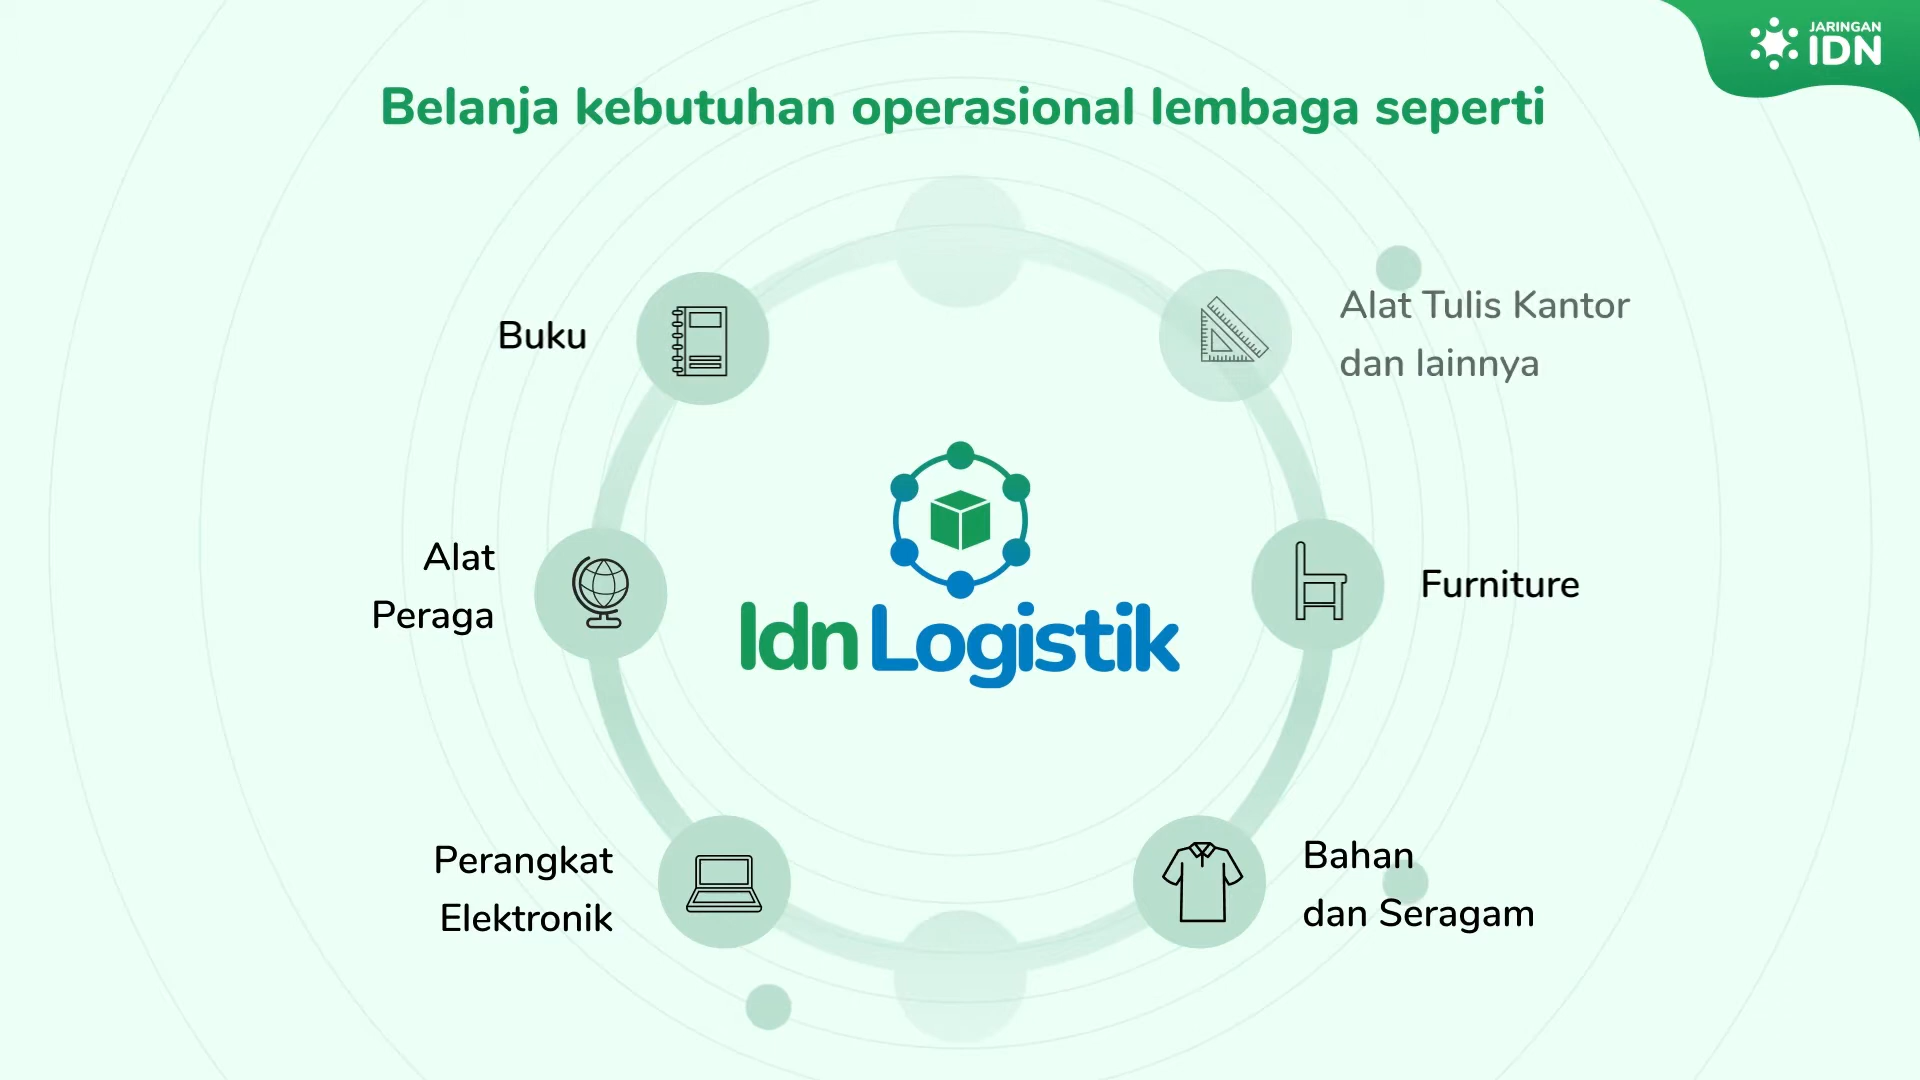 JARINGAN
IDN
Belanja kebutuhan operasional lembaga seperti
Buku
Alat Tulis Kantor
dan lainnya
Alat
Peraga
Furniture
Idn Logistik
Perangkat
Elektronik
Bahan
dan Seragam